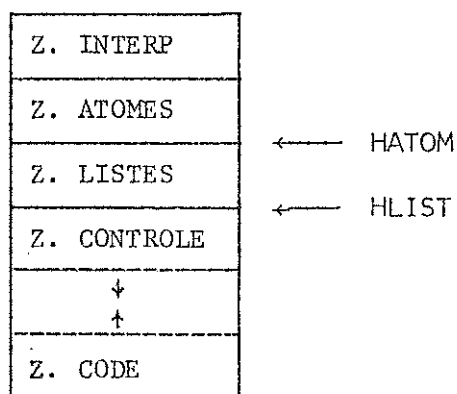 Z. INTERP
Z. ATOMES
← HATOM
Z. LISTES
← HLIST
Z. CONTROLE
↓
↑
Z. CODE